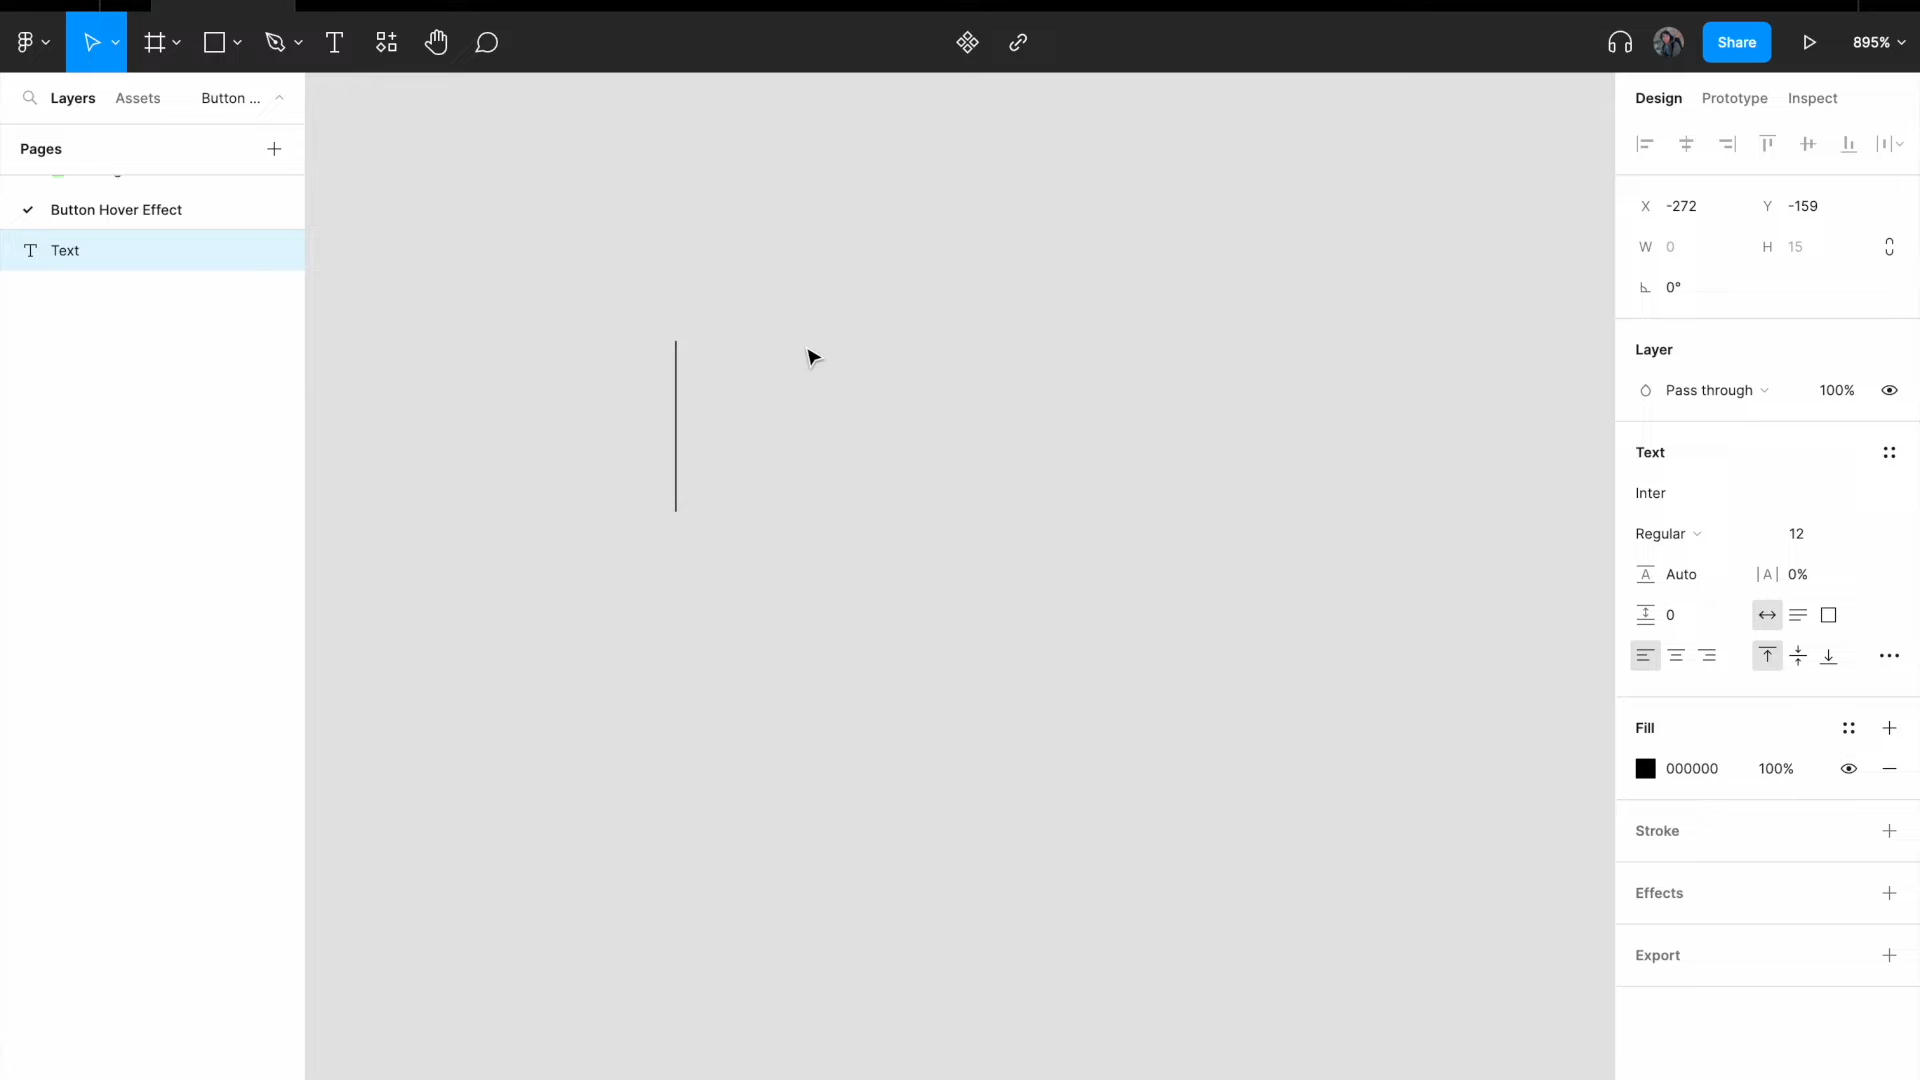 Share
895%
Layers Assets Button ...
Design Prototype Inspect
Pages
Button Hover Effect
X -272 Y -159
Text
W 0 H 15
0°
Layer
Pass through 100%
Text
Inter
Regular 12
A Auto |A| 0%
0
Fill
000000 100%
Stroke
Effects
Export